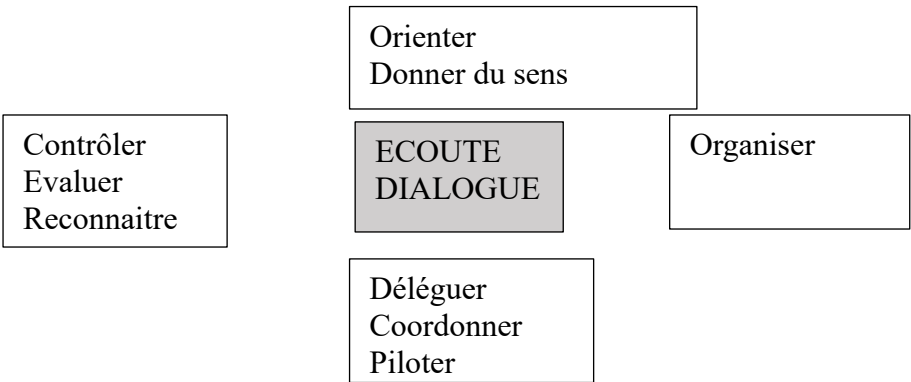 Orienter
Donner du sens
Contrôler
Evaluer
Reconnaitre
ECOUTE
DIALOGUE
Organiser
Déléguer
Coordonner
Piloter